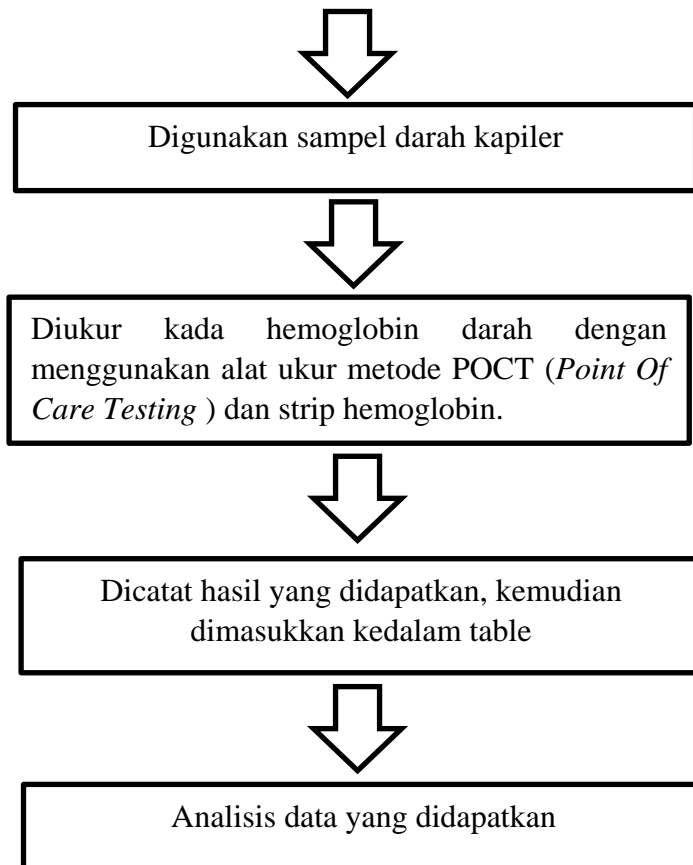 Digunakan sampel darah kapiler
Diukur kada hemoglobin darah dengan
menggunakan alat ukur metode POCT (Point Of
Care Testing ) dan strip hemoglobin.
Dicatat hasil yang didapatkan, kemudian
dimasukkan kedalam table
Analisis data yang didapatkan